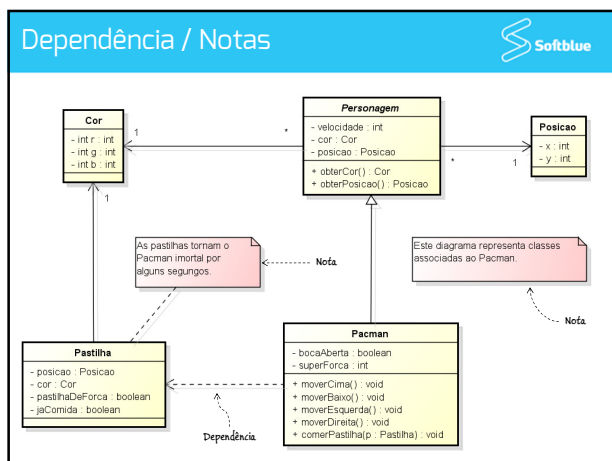 Dependência / Notas
Softblue
Cor
- int r : int
- int g : int
- int b : int
1
*
1
Personagem
- velocidade : int
- cor : Cor
- posicao : Posicao
+ obterCor() : Cor
+ obterPosicao() : Posicao
*
1
Posicao
- x : int
- y : int
As pastilhas tornam o
Pacman imortal por
alguns segungos.
Nota
Este diagrama representa classes
associadas ao Pacman.
Nota
Pastilha
- posicao : Posicao
- cor : Cor
- pastilhaDeForca : boolean
- jaComida : boolean
Dependência
Pacman
- bocaAberta : boolean
- superForca : int
+ moverCima() : void
+ moverBaixo() : void
+ moverEsquerda() : void
+ moverDireita() : void
+ comerPastilha(p : Pastilha) : void